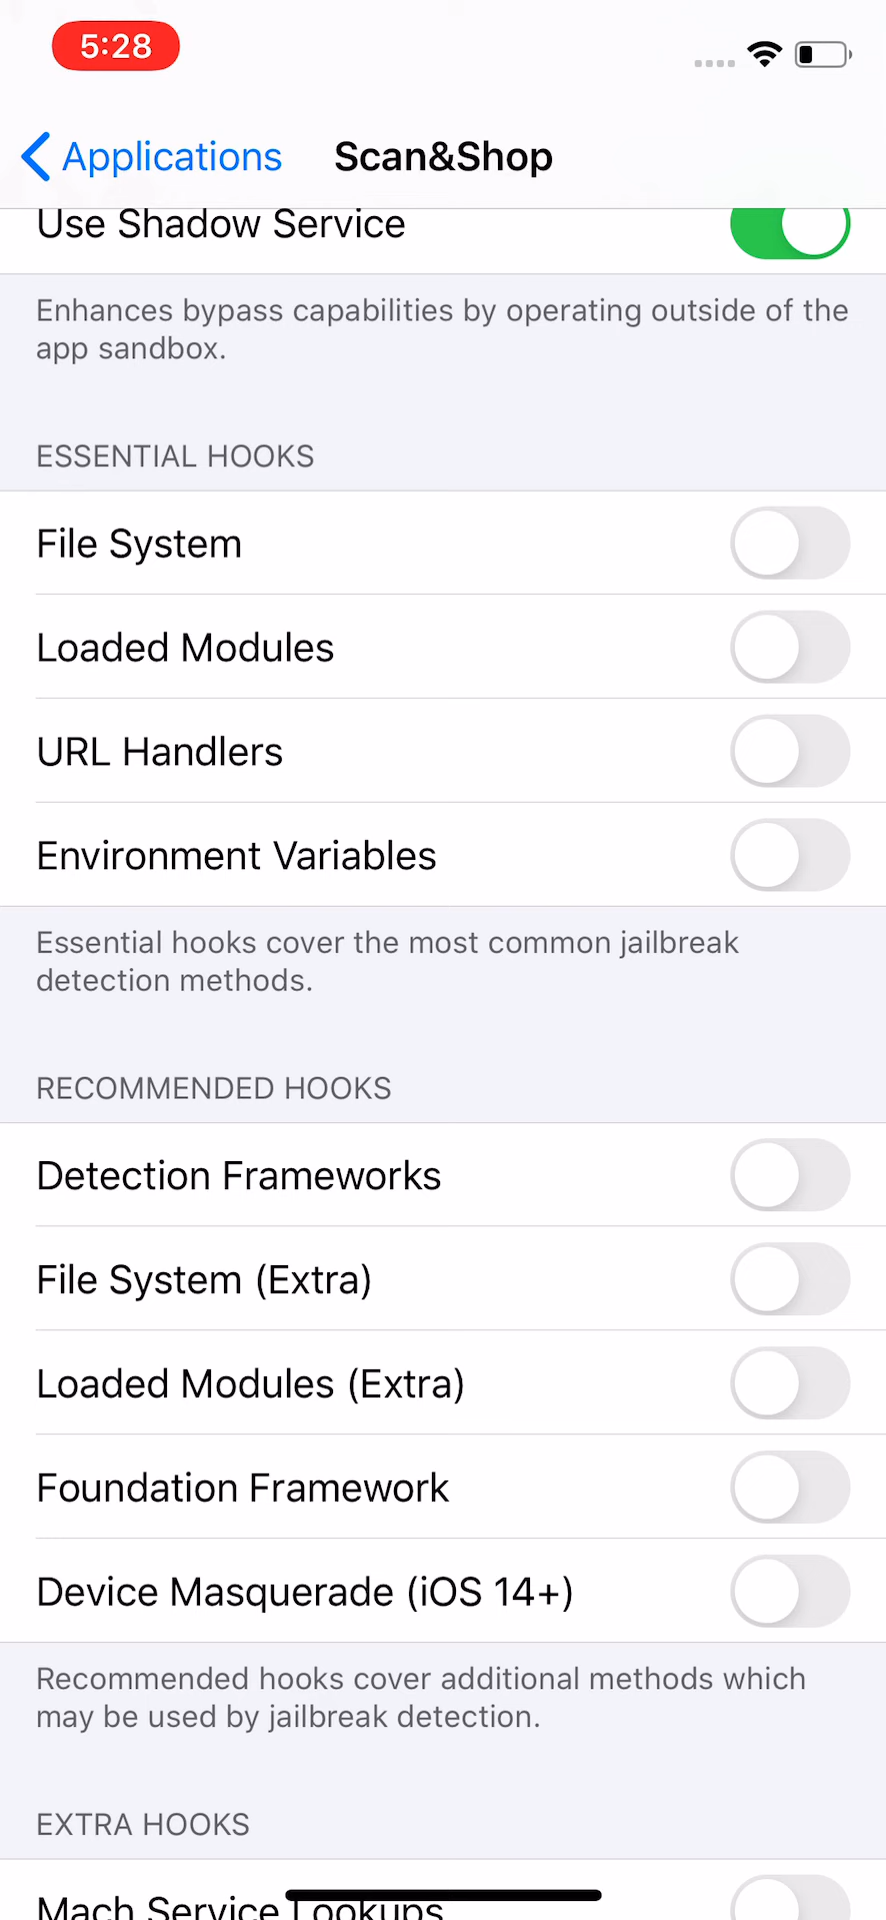 5:28
Applications
Scan&Shop
Use Shadow Service
Enhances bypass capabilities by operating outside of the
app sandbox.
ESSENTIAL HOOKS
File System
Loaded Modules
URL Handlers
Environment Variables
Essential hooks cover the most common jailbreak
detection methods.
RECOMMENDED HOOKS
Detection Frameworks
File System (Extra)
Loaded Modules (Extra)
Foundation Framework
Device Masquerade (iOS 14+)
Recommended hooks cover additional methods which
may be used by jailbreak detection.
EXTRA HOOKS
Mach Service Lookups